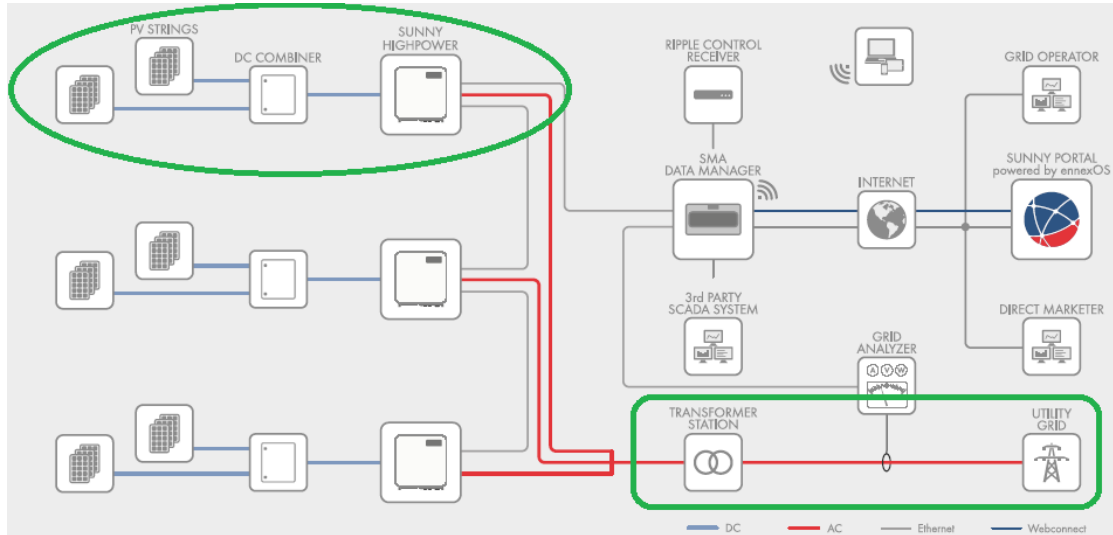 PV STRINGS
DC COMBINER
SUNNY
HIGHPOWER
RIPPLE CONTROL
RECEIVER
GRID OPERATOR
SMA
DATA MANAGER
INTERNET
SUNNY PORTAL
powered by ennexOS
3rd PARTY
SCADA SYSTEM
GRID
ANALYZER
A V W
DIRECT MARKETER
TRANSFORMER
STATION
UTILITY
GRID
DC
AC
Ethernet
Webconnect